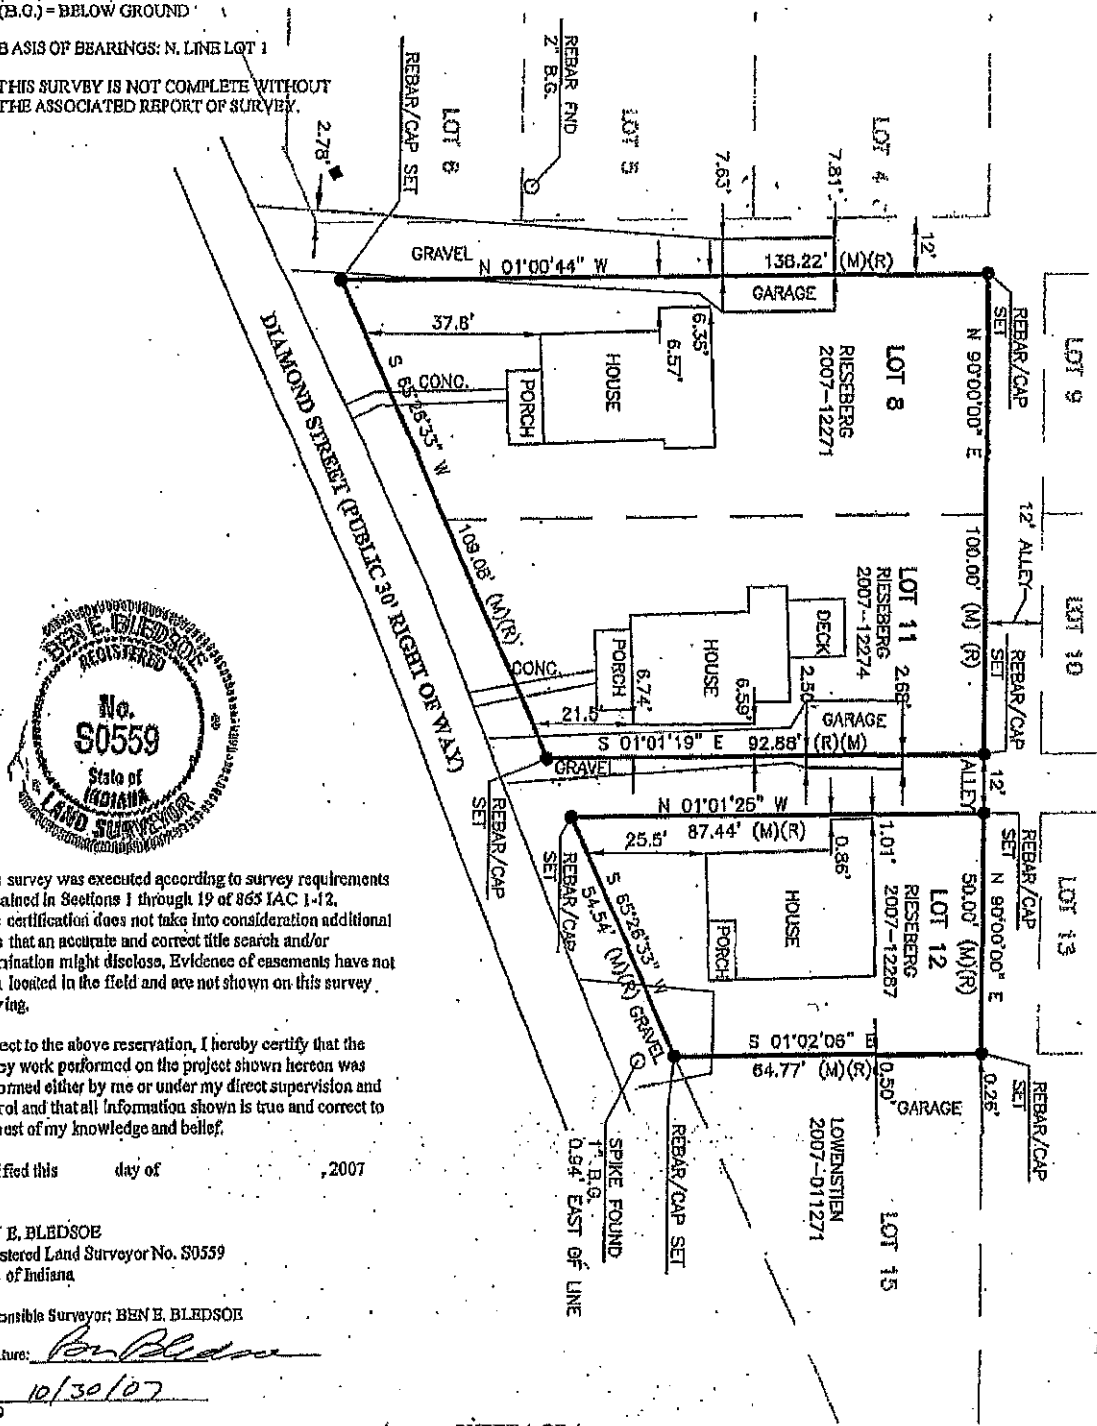 (B.G.) = BELOW GROUND
BASIS OF BEARINGS: N. LINE LOT 1
THIS SURVEY IS NOT COMPLETE WITHOUT
THE ASSOCIATED REPORT OF SURVEY.
REBAR/CAP SET
LOT 6
REBAR FND
2" B.G.
LOT 5
LOT 4
2.78'
7.63'
7.81'
12'
GRAVEL
N 01°00'44" W
138.22' (M)(R)
GARAGE
REBAR/CAP
SET
LOT 9
37.8'
6.35'
6.57'
HOUSE
PORCH
CONC.
LOT 8
RIESEBERG
2007-12271
N 90°00'00" E
100.00' (M) (R)
12' ALLEY
LOT 10
S 65°26'33" W
109.08' (M)(R)
DIAMOND STREET (PUBLIC 30' RIGHT OF WAY)
LOT 11
RIESEBERG
2007-12274
DECK
HOUSE
PORCH
CONC.
6.74'
6.59'
2.50'
2.68'
GARAGE
21.5'
S 01°01'19" E 92.88' (R)(M)
GRAVEL
REBAR/CAP
SET
REBAR/CAP
SET
12'
ALLEY
N 01°01'25" W
87.44' (M)(R)
25.5'
0.86'
1.01'
REBAR/CAP
SET
REBAR/CAP
SET
LOT 13
HOUSE
PORCH
LOT 12
RIESEBERG
2007-12287
N 90°00'00" E
50.00' (M)(R)
S 65°26'33" W
54.54' (M)(R)
GRAVEL
S 01°02'06" E
64.77' (M)(R)
0.50'
GARAGE
0.26'
REBAR/CAP
SET
REBAR/CAP SET
SPIKE FOUND
1" B.G.
0.94' EAST OF LINE
LOWENSTIEN
2007-011271
LOT 15
BEN E. BLEDSOE
REGISTERED
No.
S0559
State of
INDIANA
LAND SURVEYOR
survey was executed according to survey requirements
tained in Sections 1 through 19 of 865 IAC 1-12.
certification does not take into consideration additional
that an accurate and correct title search and/or
mination might disclose. Evidence of easements have not
located in the field and are not shown on this survey
ing.
ect to the above reservation, I hereby certify that the
ey work performed on the project shown hereon was
ormed either by me or under my direct supervision and
rol and that all information shown is true and correct to
best of my knowledge and belief.
ified this day of , 2007
E. BLEDSOE
stered Land Surveyor No. S0559
of Indiana
onsible Surveyor: BEN E. BLEDSOE
ture: Ben Bledsoe
10/30/07